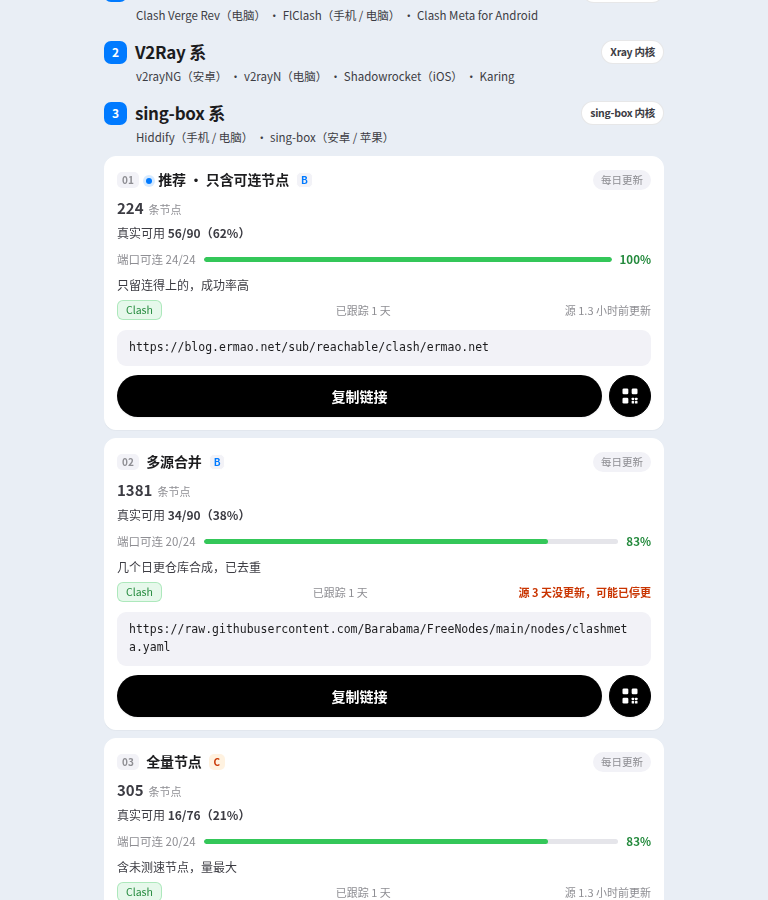 Clash Verge Rev（电脑） · FlClash（手机 / 电脑） · Clash Meta for Android
2 V2Ray 系 Xray 内核
v2rayNG（安卓） · v2rayN（电脑） · Shadowrocket（iOS） · Karing
3 sing-box 系 sing-box 内核
Hiddify（手机 / 电脑） · sing-box（安卓 / 苹果）
01 推荐 · 只含可连节点 B 每日更新
224 条节点
真实可用 56/90（62%）
端口可连 24/24 100%
只留连得上的，成功率高
Clash 已跟踪 1 天 源 1.3 小时前更新
https://blog.ermao.net/sub/reachable/clash/ermao.net
复制链接
02 多源合并 B 每日更新
1381 条节点
真实可用 34/90（38%）
端口可连 20/24 83%
几个日更仓库合成，已去重
Clash 已跟踪 1 天 源 3 天没更新，可能已停更
https://raw.githubusercontent.com/Barabama/FreeNodes/main/nodes/clashmet
a.yaml
复制链接
03 全量节点 C 每日更新
305 条节点
真实可用 16/76（21%）
端口可连 20/24 83%
含未测速节点，量最大
Clash 已跟踪 1 天 源 1.3 小时前更新